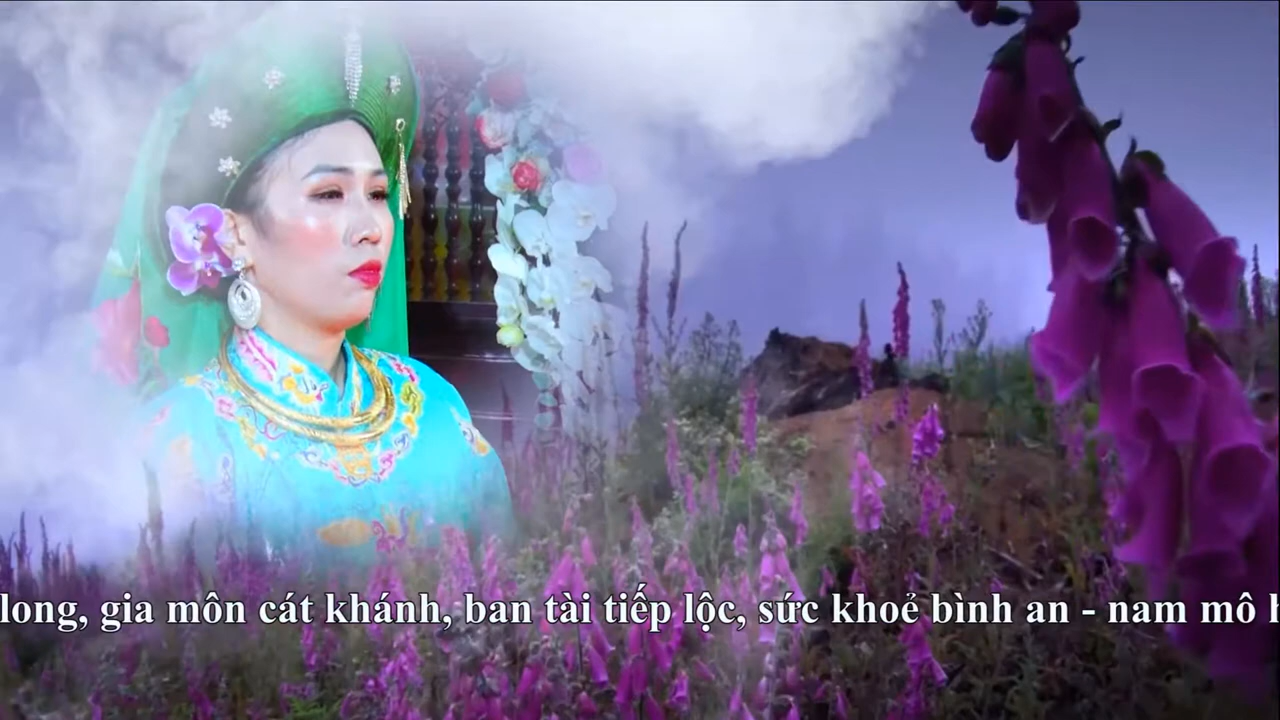 long, gia môn cát khánh, ban tài tiếp lộc, sức khoẻ bình an - nam mô